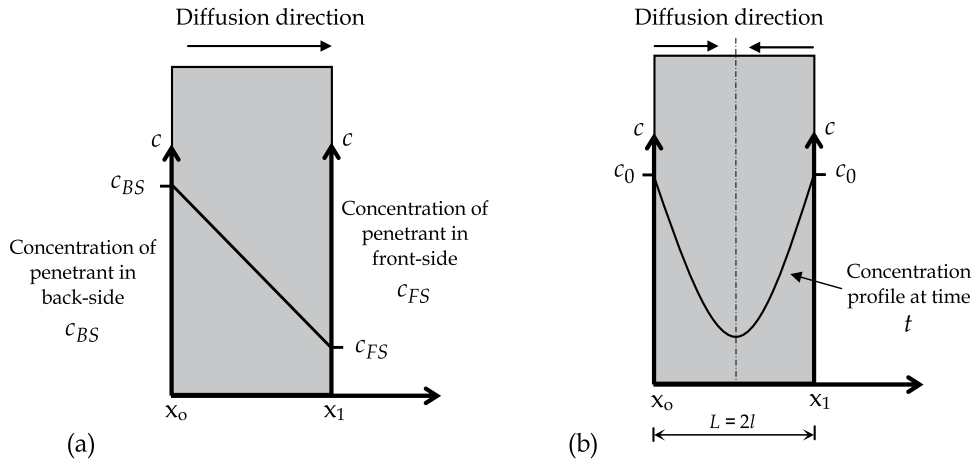 Diffusion direction
c
c
c_BS
Concentration of
penetrant in
back-side
c_BS
Concentration of
penetrant in
front-side
c_FS
c_FS
x_o
x_1
(a)
Diffusion direction
c
c
c_0
c_0
Concentration
profile at time
t
x_o
x_1
L = 2l
(b)